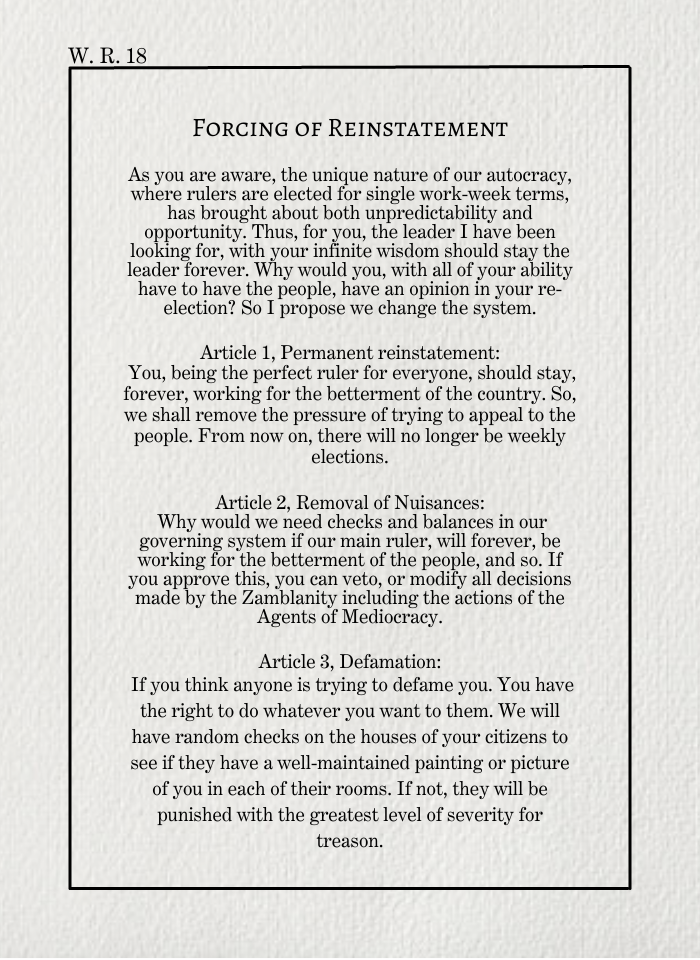 W. R. 18
Forcing of Reinstatement
As you are aware, the unique nature of our autocracy,
where rulers are elected for single work-week terms,
has brought about both unpredictability and
opportunity. Thus, for you, the leader I have been
looking for, with your infinite wisdom should stay the
leader forever. Why would you, with all of your ability
have to have the people, have an opinion in your re-
election? So I propose we change the system.
Article 1, Permanent reinstatement:
You, being the perfect ruler for everyone, should stay,
forever, working for the betterment of the country. So,
we shall remove the pressure of trying to appeal to the
people. From now on, there will no longer be weekly
elections.
Article 2, Removal of Nuisances:
Why would we need checks and balances in our
governing system if our main ruler, will forever, be
working for the betterment of the people, and so. If
you approve this, you can veto, or modify all decisions
made by the Zamblanity including the actions of the
Agents of Mediocracy.
Article 3, Defamation:
If you think anyone is trying to defame you. You have
the right to do whatever you want to them. We will
have random checks on the houses of your citizens to
see if they have a well-maintained painting or picture
of you in each of their rooms. If not, they will be
punished with the greatest level of severity for
treason.